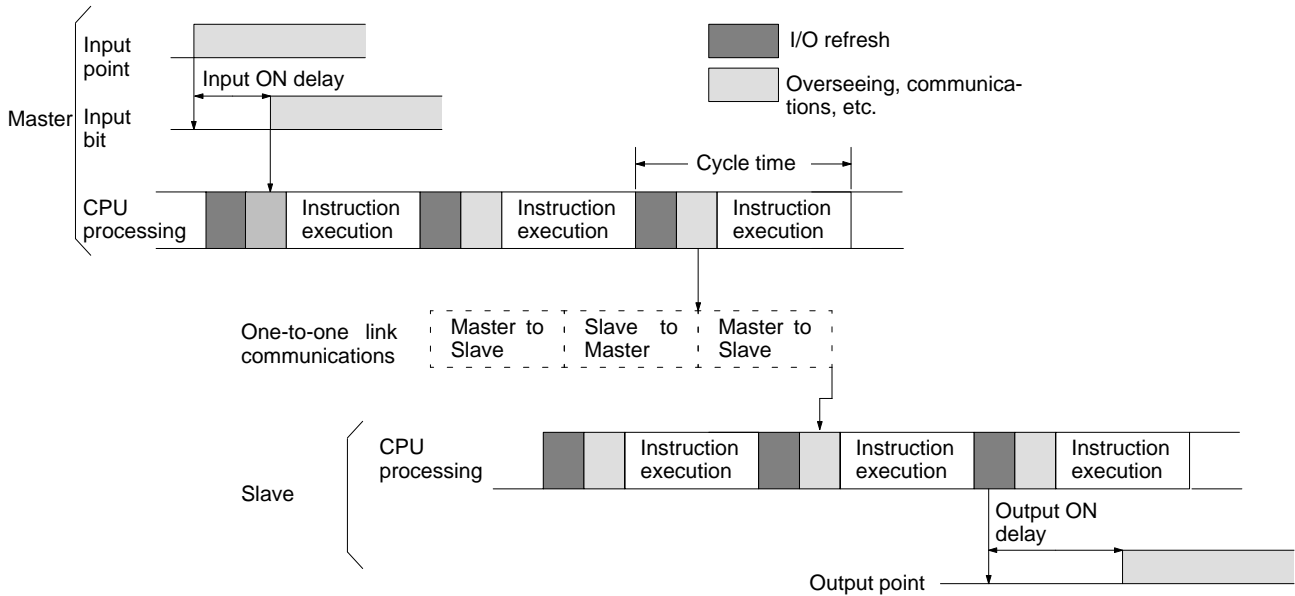 Input
point
Input ON delay
I/O refresh
Overseeing, communica-
tions, etc.
Master
Input
bit
Cycle time
CPU
processing
Instruction
execution
Instruction
execution
Instruction
execution
One-to-one link
communications
Master to
Slave
Slave to
Master
Master to
Slave
Slave
CPU
processing
Instruction
execution
Instruction
execution
Instruction
execution
Output ON
delay
Output point